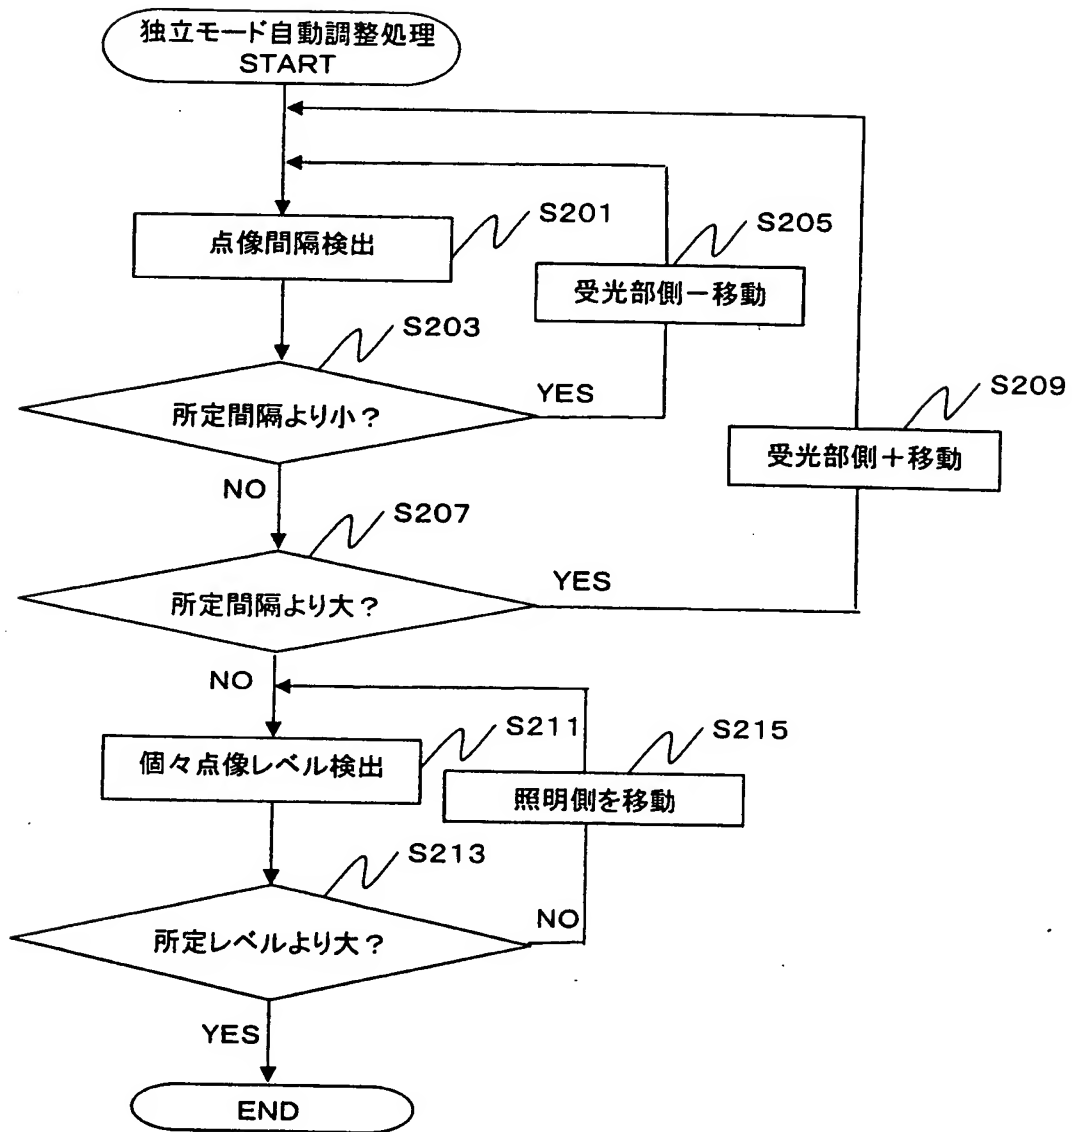 独立モード自動調整処理
START
S201
点像間隔検出
S205
受光部側－移動
S203
所定間隔より小？
YES
S209
受光部側＋移動
NO
S207
所定間隔より大？
YES
NO
S211
個々点像レベル検出
S215
照明側を移動
S213
所定レベルより大？
NO
YES
END